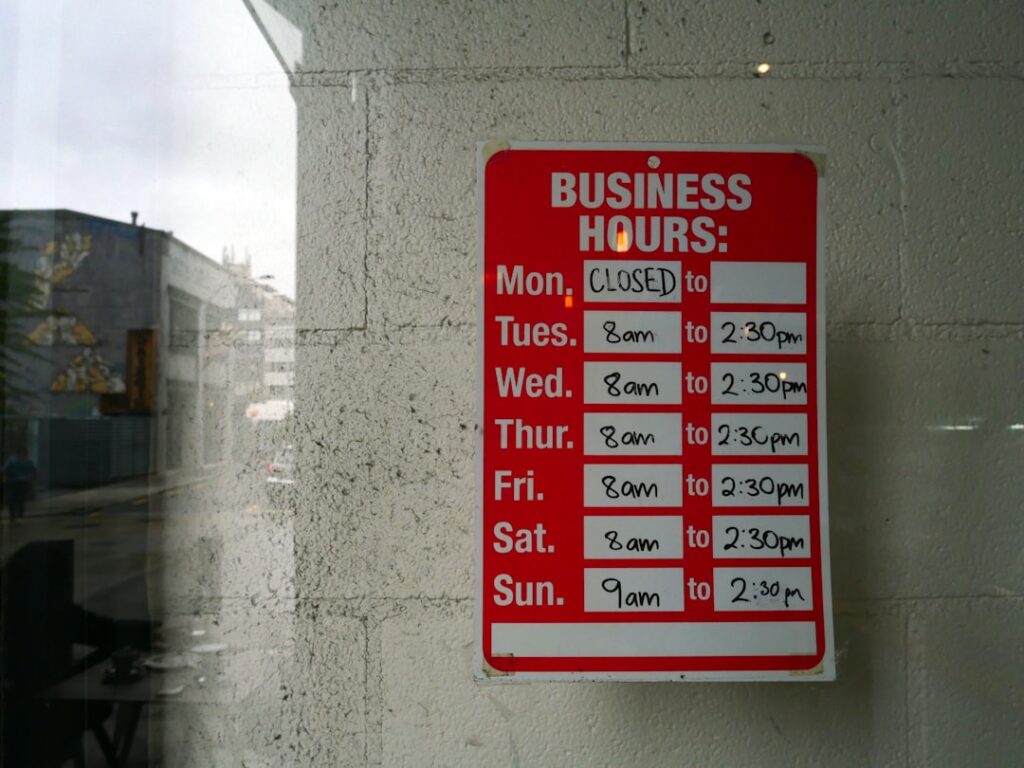 BUSINESS
HOURS:
Mon. CLOSED to
Tues. 8am to 2:30pm
Wed. 8am to 2:30pm
Thur. 8am to 2:30pm
Fri. 8am to 2:30pm
Sat. 8am to 2:30pm
Sun. 9am to 2:30pm